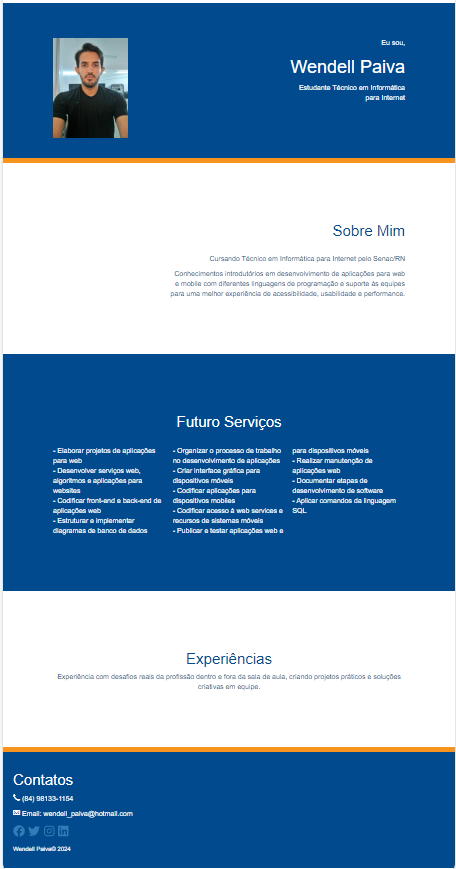 Eu sou,
Wendell Paiva
Estudante Técnico em Informática
para Internet
Sobre Mim
Cursando Técnico em Informática para Internet pelo Senac/RN
Conhecimentos introdutórios em desenvolvimento de aplicações para web
e mobile com diferentes linguagens de programação e suporte às equipes
para uma melhor experiência de acessibilidade, usabilidade e performance.
Futuro Serviços
- Elaborar projetos de aplicações
para web
- Desenvolver serviços web,
algoritmos e aplicações para
websites
- Codificar front-end e back-end de
aplicações web
- Estruturar e implementar
diagramas de banco de dados
- Organizar o processo de trabalho
no desenvolvimento de aplicações
- Criar interface gráfica para
dispositivos móveis
- Codificar aplicações para
dispositivos mobiles
- Codificar acesso à web services e
recursos de sistemas móveis
- Publicar e testar aplicações web e
para dispositivos móveis
- Realizar manutenção de
aplicações web
- Documentar etapas de
desenvolvimento de software
- Aplicar comandos da linguagem
SQL
Experiências
Experiência com desafios reais da profissão dentro e fora da sala de aula, criando projetos práticos e soluções
criativas em equipe.
Contatos
(84) 98133-1154
Email: wendell_paiva@hotmail.com
Wendell Paiva© 2024